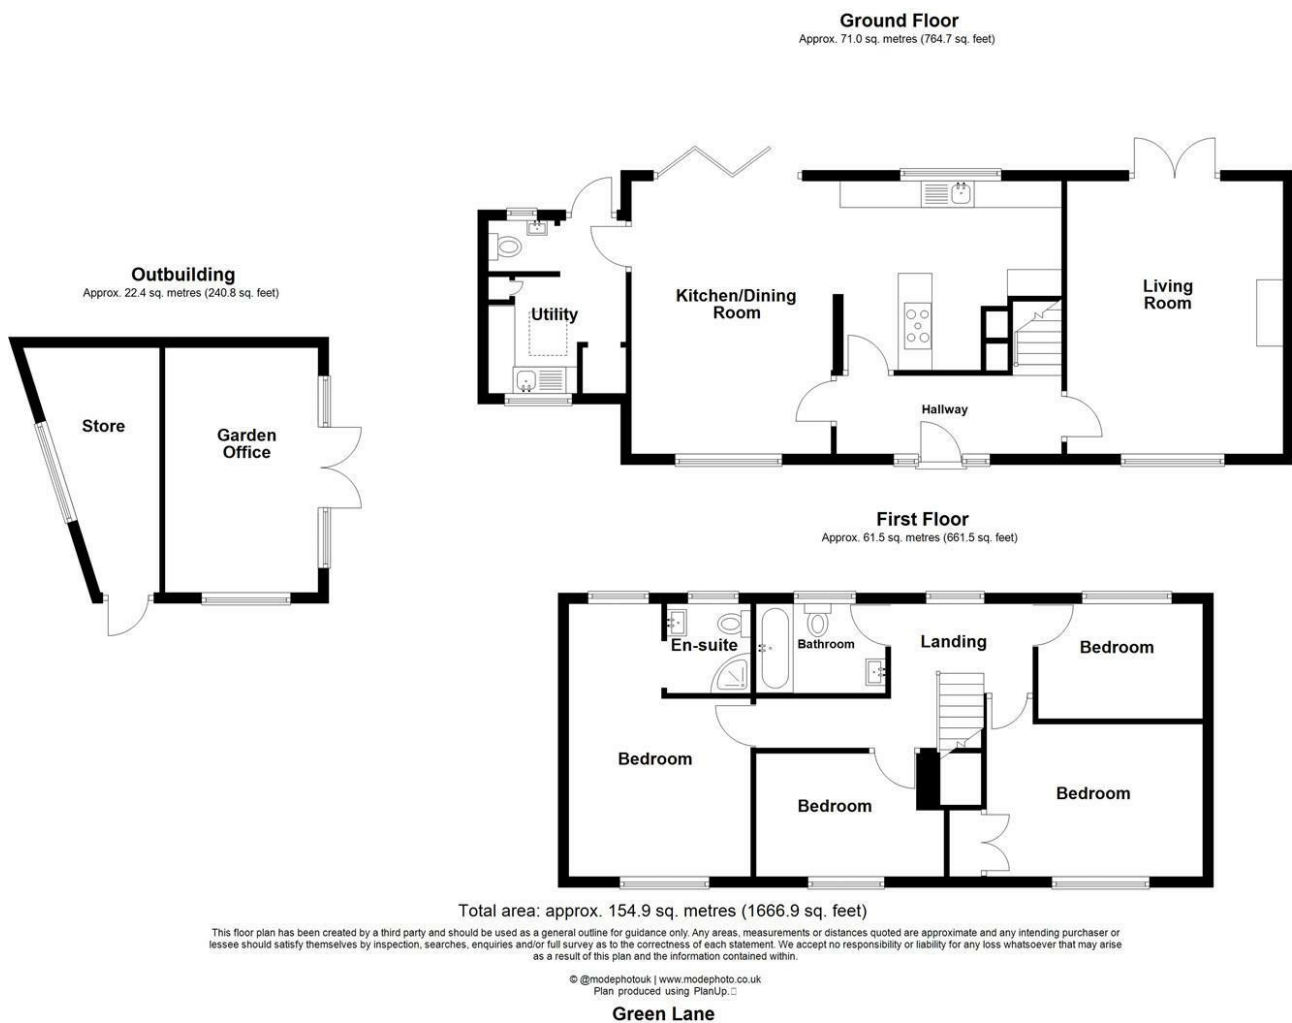 Ground Floor
Approx. 71.0 sq. metres (764.7 sq. feet)
Outbuilding
Approx. 22.4 sq. metres (240.8 sq. feet)
Store
Garden
Office
Utility
Kitchen/Dining
Room
Hallway
Living
Room
First Floor
Approx. 61.5 sq. metres (661.5 sq. feet)
En-suite
Bathroom
Landing
Bedroom
Bedroom
Bedroom
Bedroom
Total area: approx. 154.9 sq. metres (1666.9 sq. feet)
This floor plan has been created by a third party and should be used as a general outline for guidance only. Any areas, measurements or distances quoted are approximate and any intending purchaser or
lessee should satisfy themselves by inspection, searches, enquiries and/or full survey as to the correctness of each statement. We accept no responsibility or liability for any loss whatsoever that may arise
as a result of this plan and the information contained within.
© @modephotouk | www.modephoto.co.uk
Plan produced using PlanUp.
Green Lane